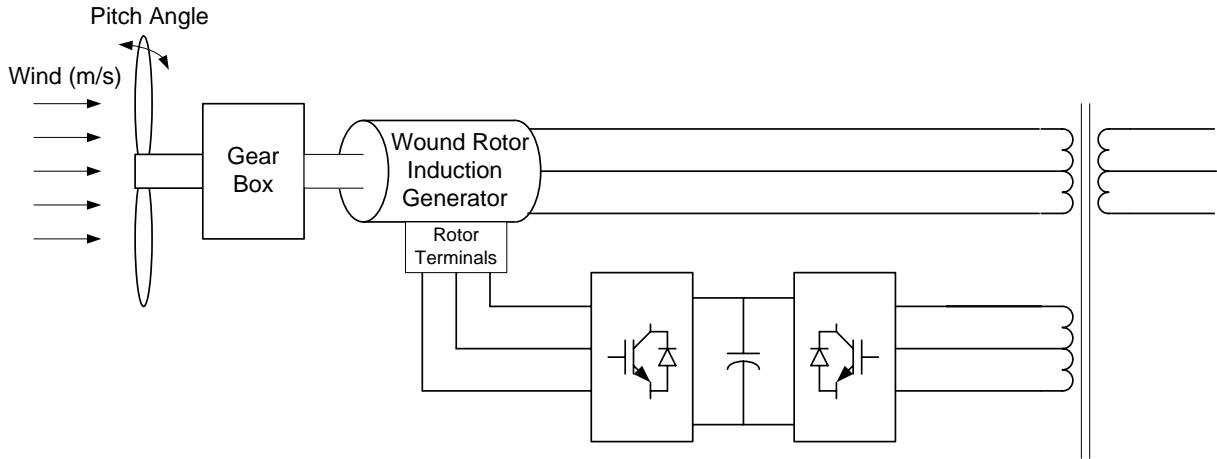 Pitch Angle
Wind (m/s)
Gear
Box
Wound Rotor
Induction
Generator
Rotor
Terminals